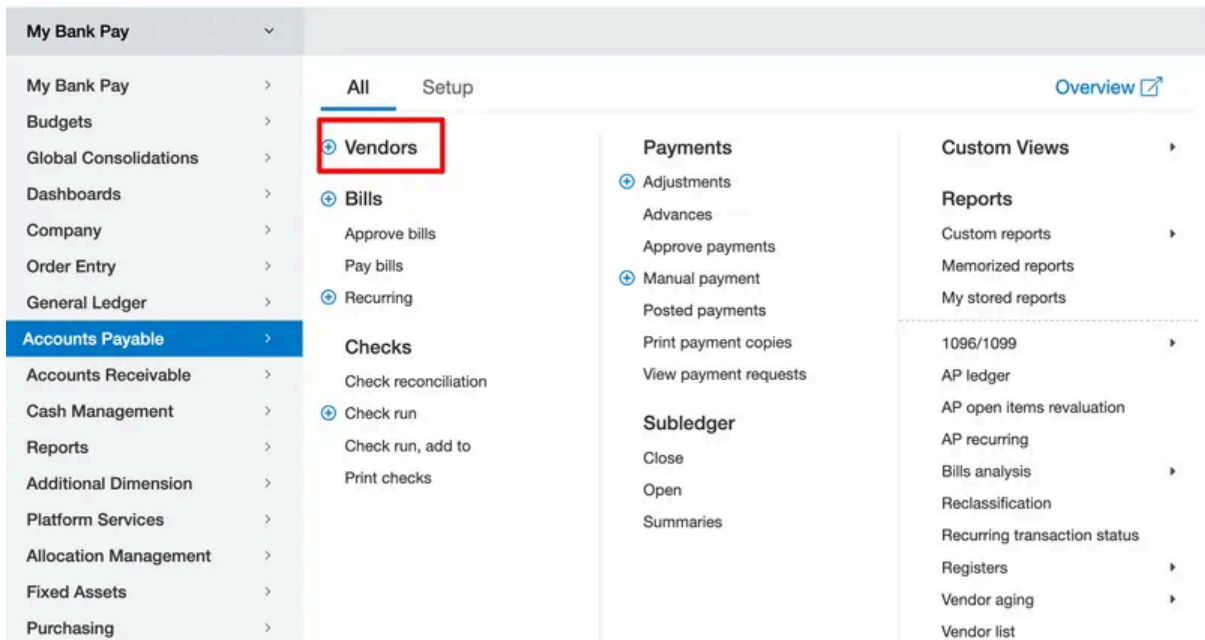 My Bank Pay
My Bank Pay
Budgets
Global Consolidations
Dashboards
Company
Order Entry
General Ledger
Accounts Payable
Accounts Receivable
Cash Management
Reports
Additional Dimension
Platform Services
Allocation Management
Fixed Assets
Purchasing
All
Setup
Overview
Vendors
Bills
Approve bills
Pay bills
Recurring
Checks
Check reconciliation
Check run
Check run, add to
Print checks
Payments
Adjustments
Advances
Approve payments
Manual payment
Posted payments
Print payment copies
View payment requests
Subledger
Close
Open
Summaries
Custom Views
Reports
Custom reports
Memorized reports
My stored reports
1096/1099
AP ledger
AP open items revaluation
AP recurring
Bills analysis
Reclassification
Recurring transaction status
Registers
Vendor aging
Vendor list